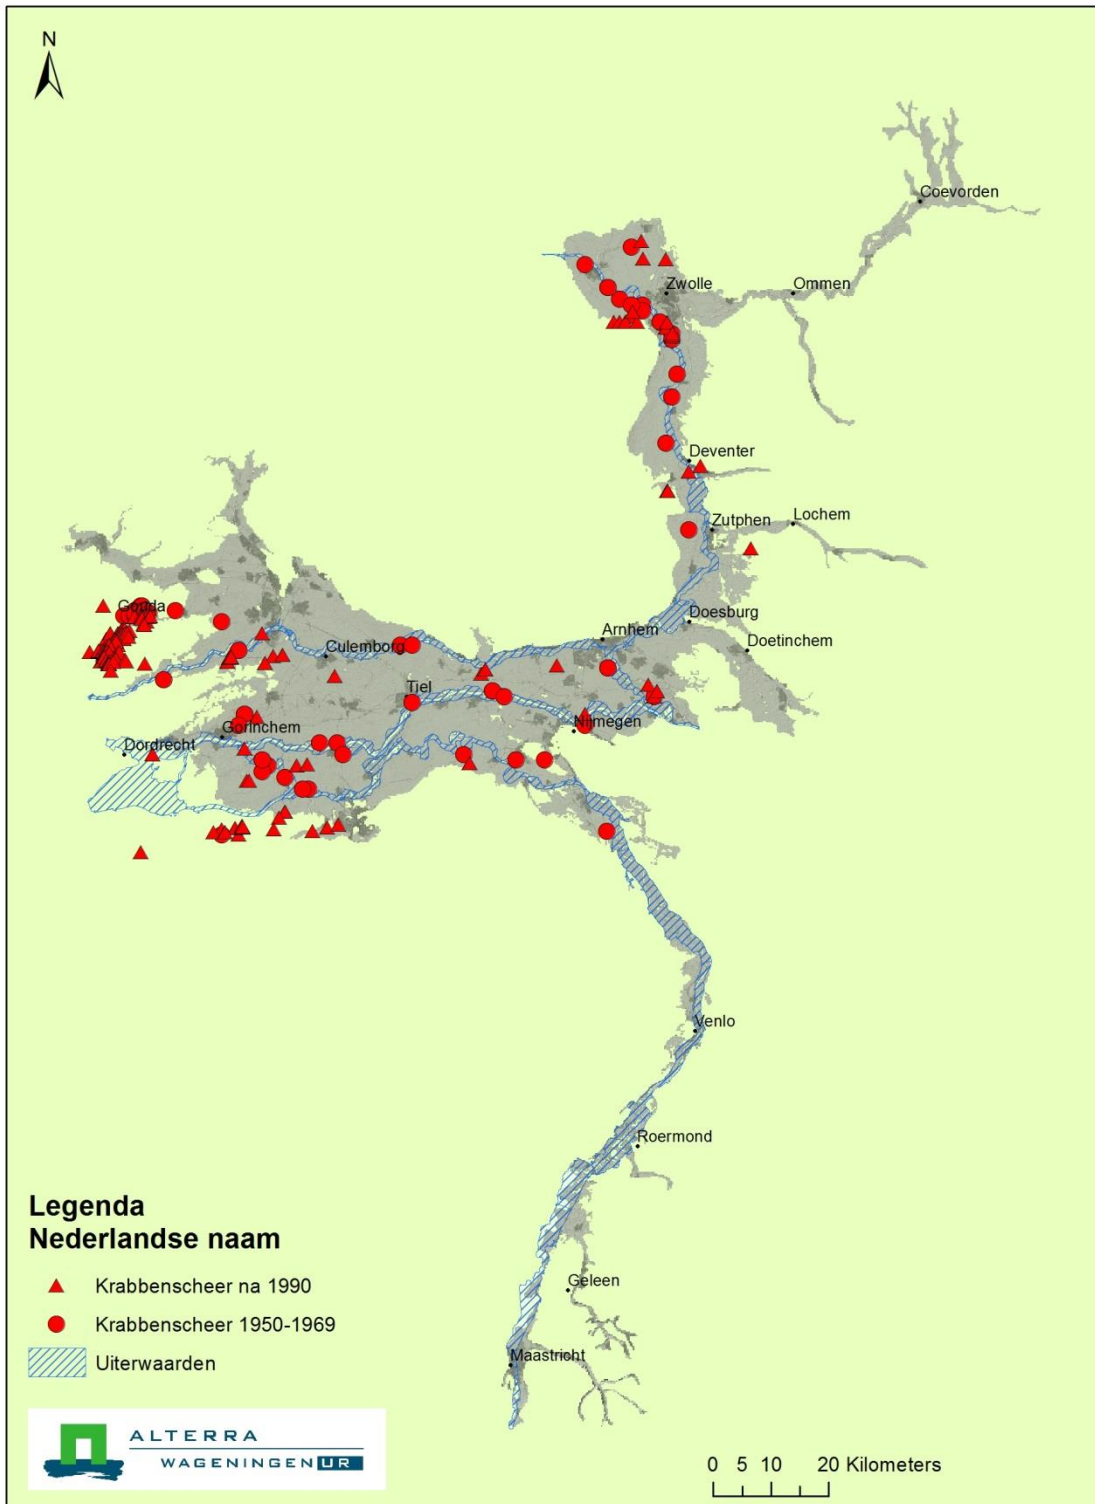 N
Coevorden
Zwolle
Ommen
Deventer
Zutphen
Lochem
Gouda
Doesburg
Arnhem
Doetinchem
Culemborg
Tiel
Gorinchem
Nijmegen
Dordrecht
Venlo
Roermond
Geleen
Maastricht
Legenda
Nederlandse naam
Krabbenscheer na 1990
Krabbenscheer 1950-1969
Uiterwaarden
ALTERRA
WAGENINGEN UR
0 5 10 20 Kilometers